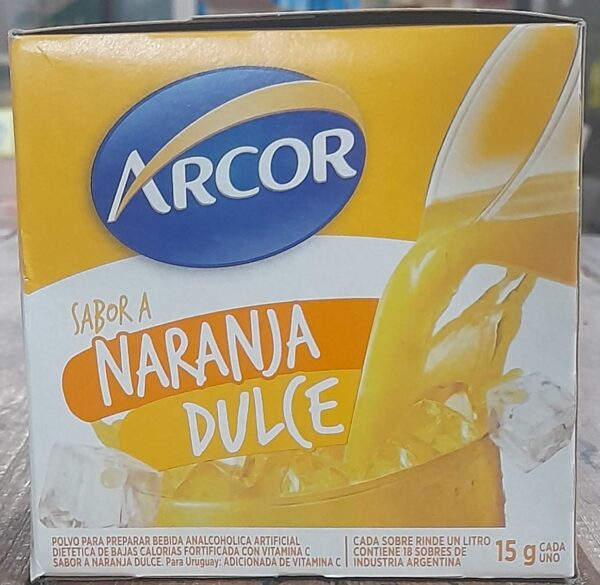 ARCOR
SABOR A
NARANJA
DULCE
POLVO PARA PREPARAR BEBIDA ANALCOHOLICA ARTIFICIAL
DIETETICA DE BAJAS CALORIAS FORTIFICADA CON VITAMINA C
SABOR A NARANJA DULCE. Para Uruguay: ADICIONADA DE VITAMINA C
CADA SOBRE RINDE UN LITRO
CONTIENE 18 SOBRES DE
INDUSTRIA ARGENTINA
15 g CADA
UNO